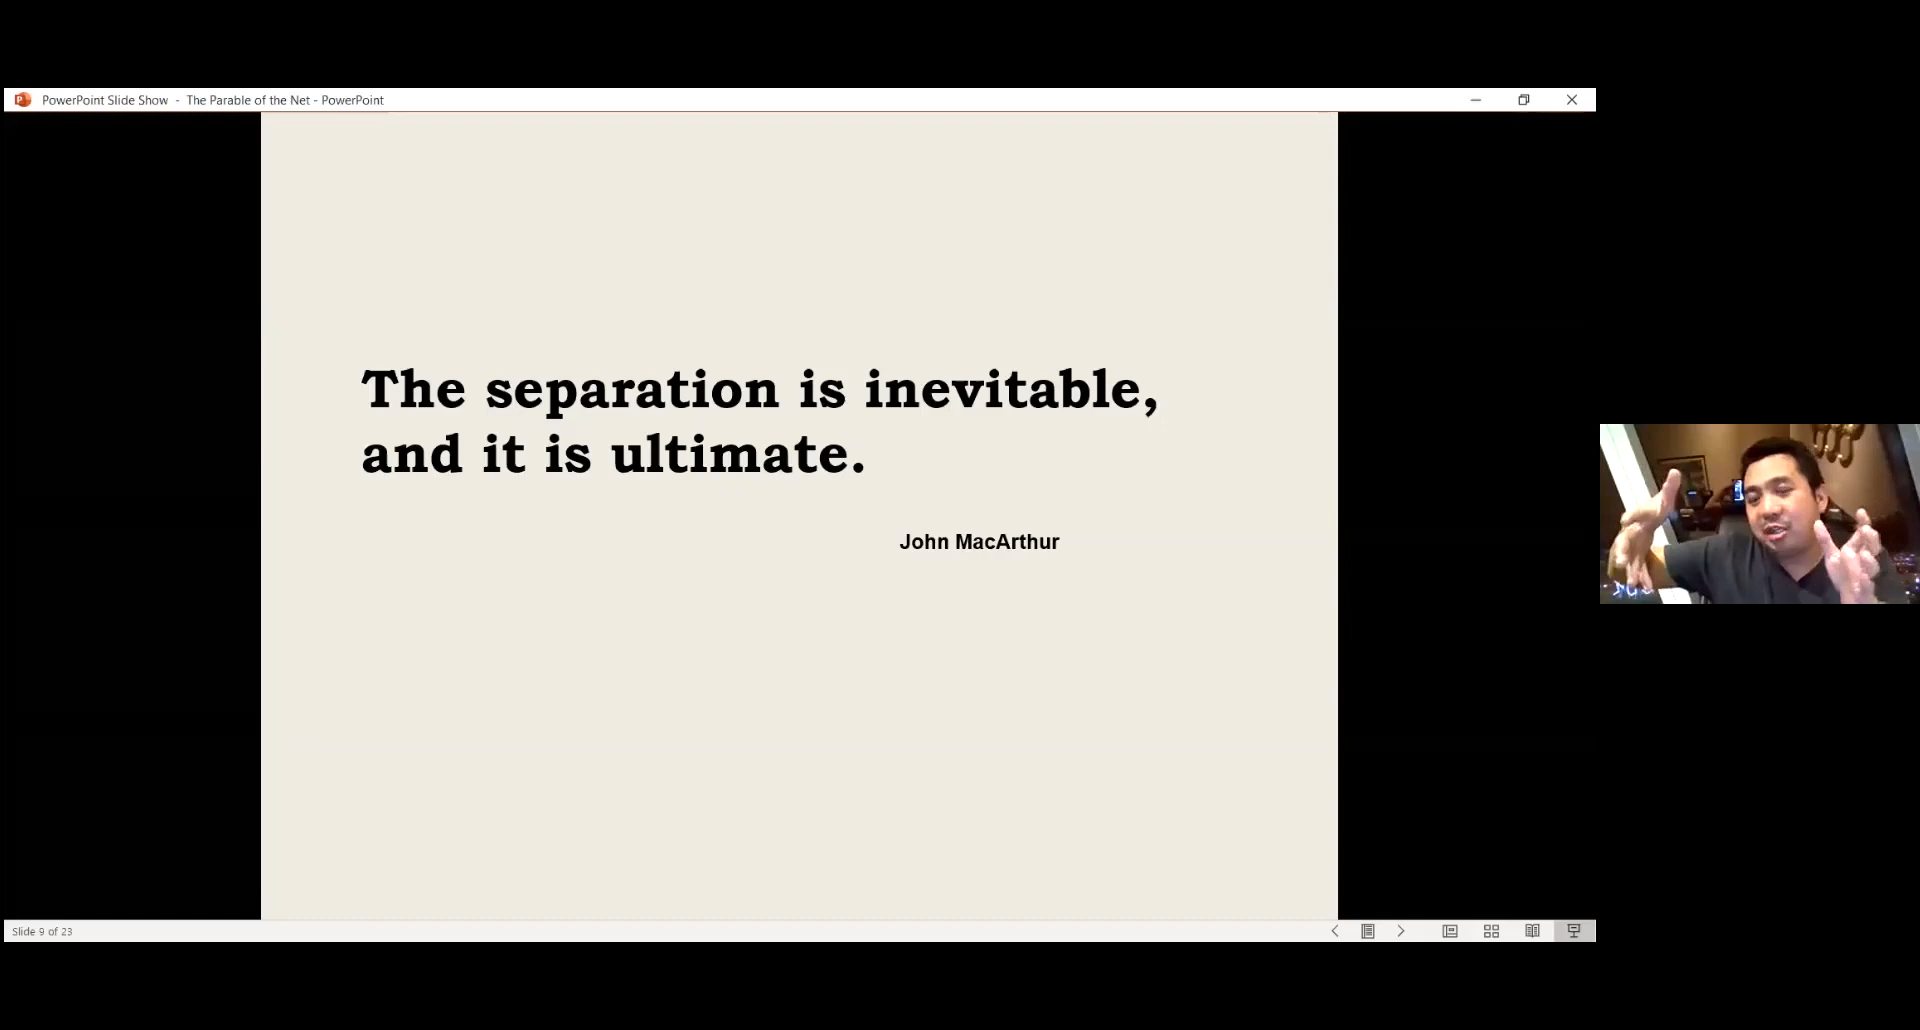 PowerPoint Slide Show - The Parable of the Net - PowerPoint
The separation is inevitable,
and it is ultimate.
John MacArthur
Slide 9 of 23